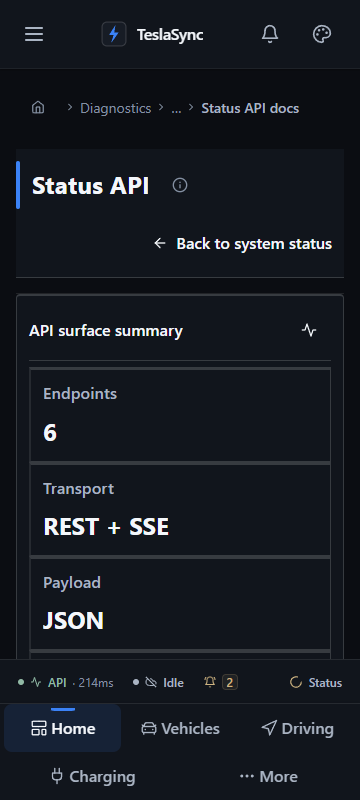 TeslaSync
Diagnostics ... Status API docs
Status API
Back to system status
API surface summary
Endpoints
6
Transport
REST + SSE
Payload
JSON
API · 214ms Idle 2 Status
Home Vehicles Driving
Charging More